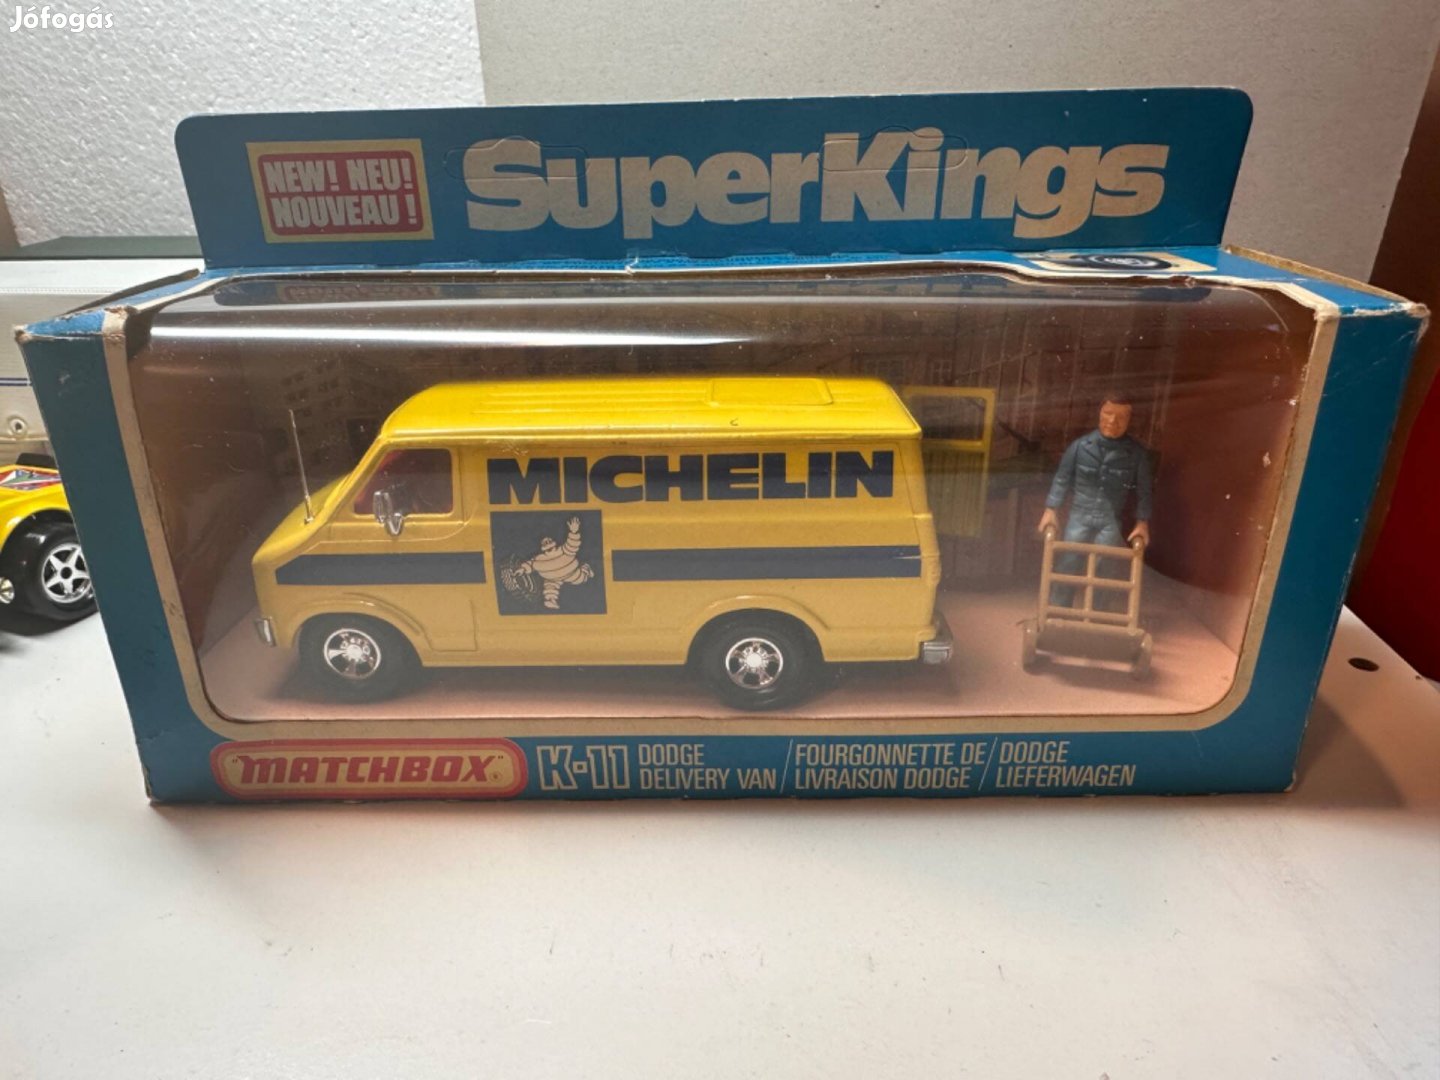 Jófogás
NEW! NEU!
NOUVEAU!
SuperKings
MICHELIN
"MATCHBOX"®
K-11
DODGE
DELIVERY VAN /
FOURGONNETTE DE
LIVRAISON DODGE /
DODGE
LIEFERWAGEN